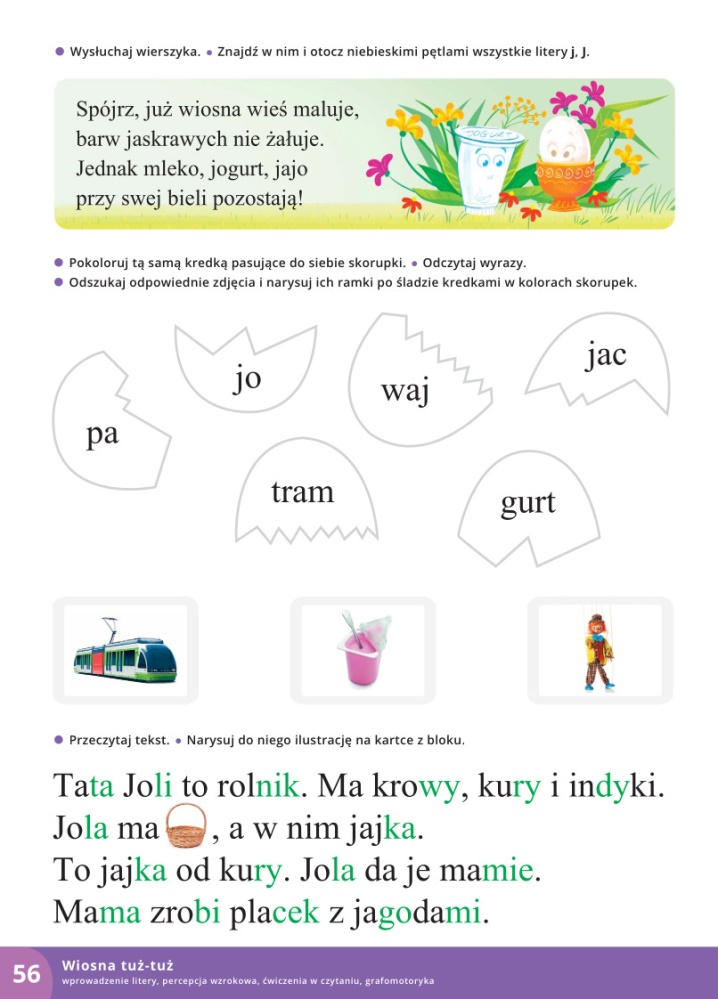 ● Wysłuchaj wierszyka. ● Znajdź w nim i otocz niebieskimi pętlami wszystkie litery j, J.
Spójrz, już wiosna wieś maluje,
barw jaskrawych nie żałuje.
Jednak mleko, jogurt, jajo
przy swej bieli pozostają!
JOGURT
● Pokoloruj tą samą kredką pasujące do siebie skorupki. ● Odczytaj wyrazy.
● Odszukaj odpowiednie zdjęcia i narysuj ich ramki po śladzie kredkami w kolorach skorupek.
pa
jo
waj
jac
tram
gurt
● Przeczytaj tekst. ● Narysuj do niego ilustrację na kartce z bloku.
Tata Joli to rolnik. Ma krowy, kury i indyki.
Jola ma , a w nim jajka.
To jajka od kury. Jola da je mamie.
Mama zrobi placek z jagodami.
56
Wiosna tuż-tuż
wprowadzenie litery, percepcja wzrokowa, ćwiczenia w czytaniu, grafomotoryka